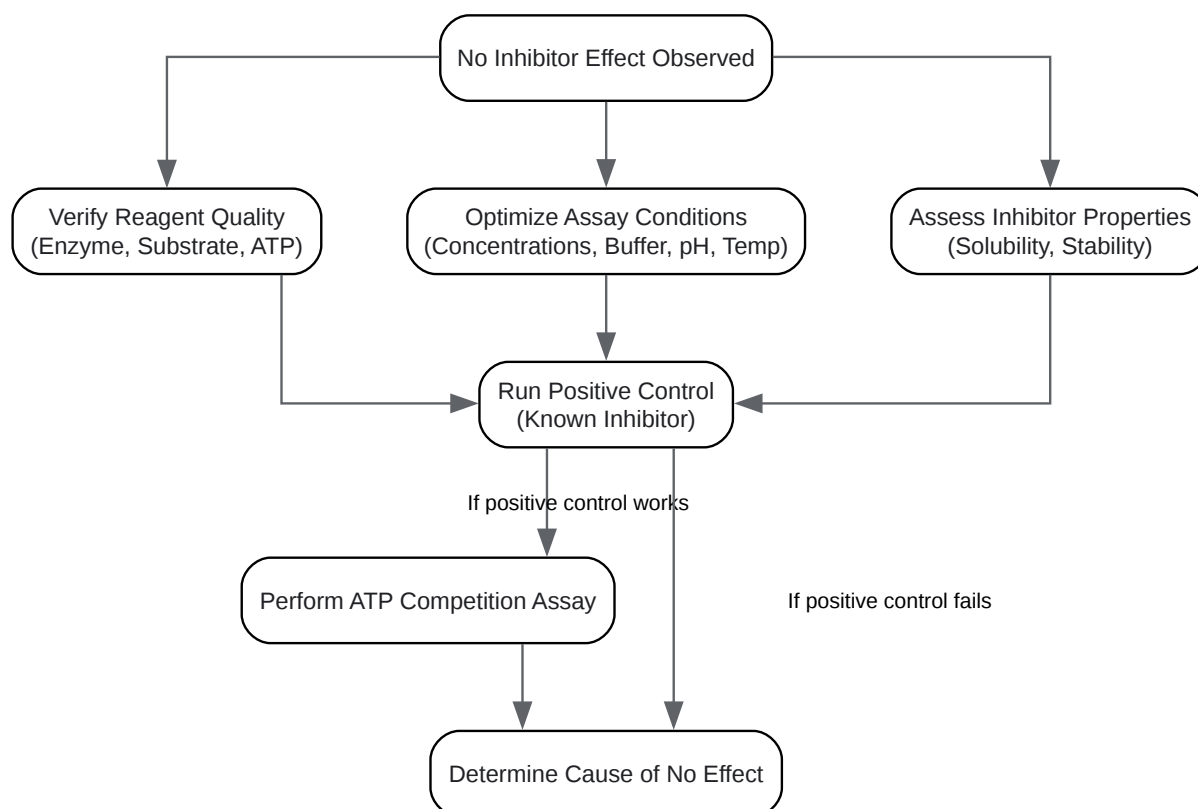 No Inhibitor Effect Observed
Verify Reagent Quality
(Enzyme, Substrate, ATP)
Optimize Assay Conditions
(Concentrations, Buffer, pH, Temp)
Assess Inhibitor Properties
(Solubility, Stability)
Run Positive Control
(Known Inhibitor)
If positive control works
Perform ATP Competition Assay
If positive control fails
Determine Cause of No Effect